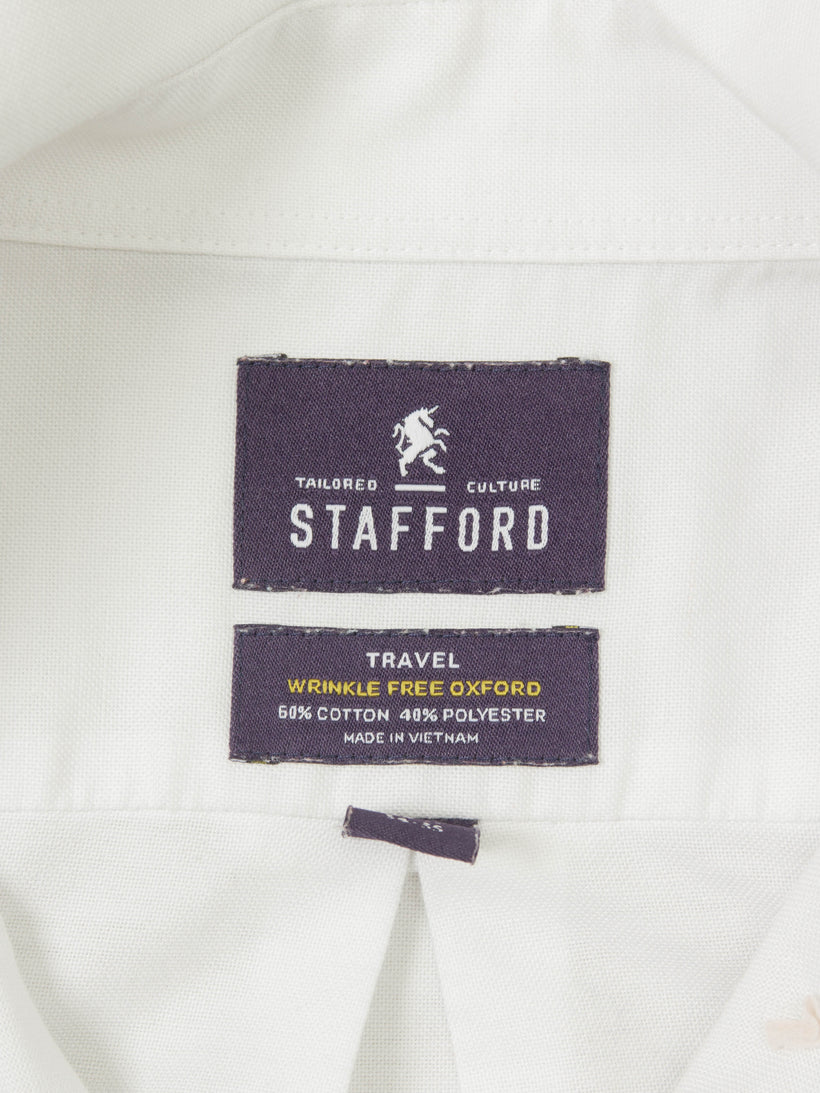 TAILORED CULTURE
STAFFORD
TRAVEL
WRINKLE FREE OXFORD
60% COTTON 40% POLYESTER
MADE IN VIETNAM